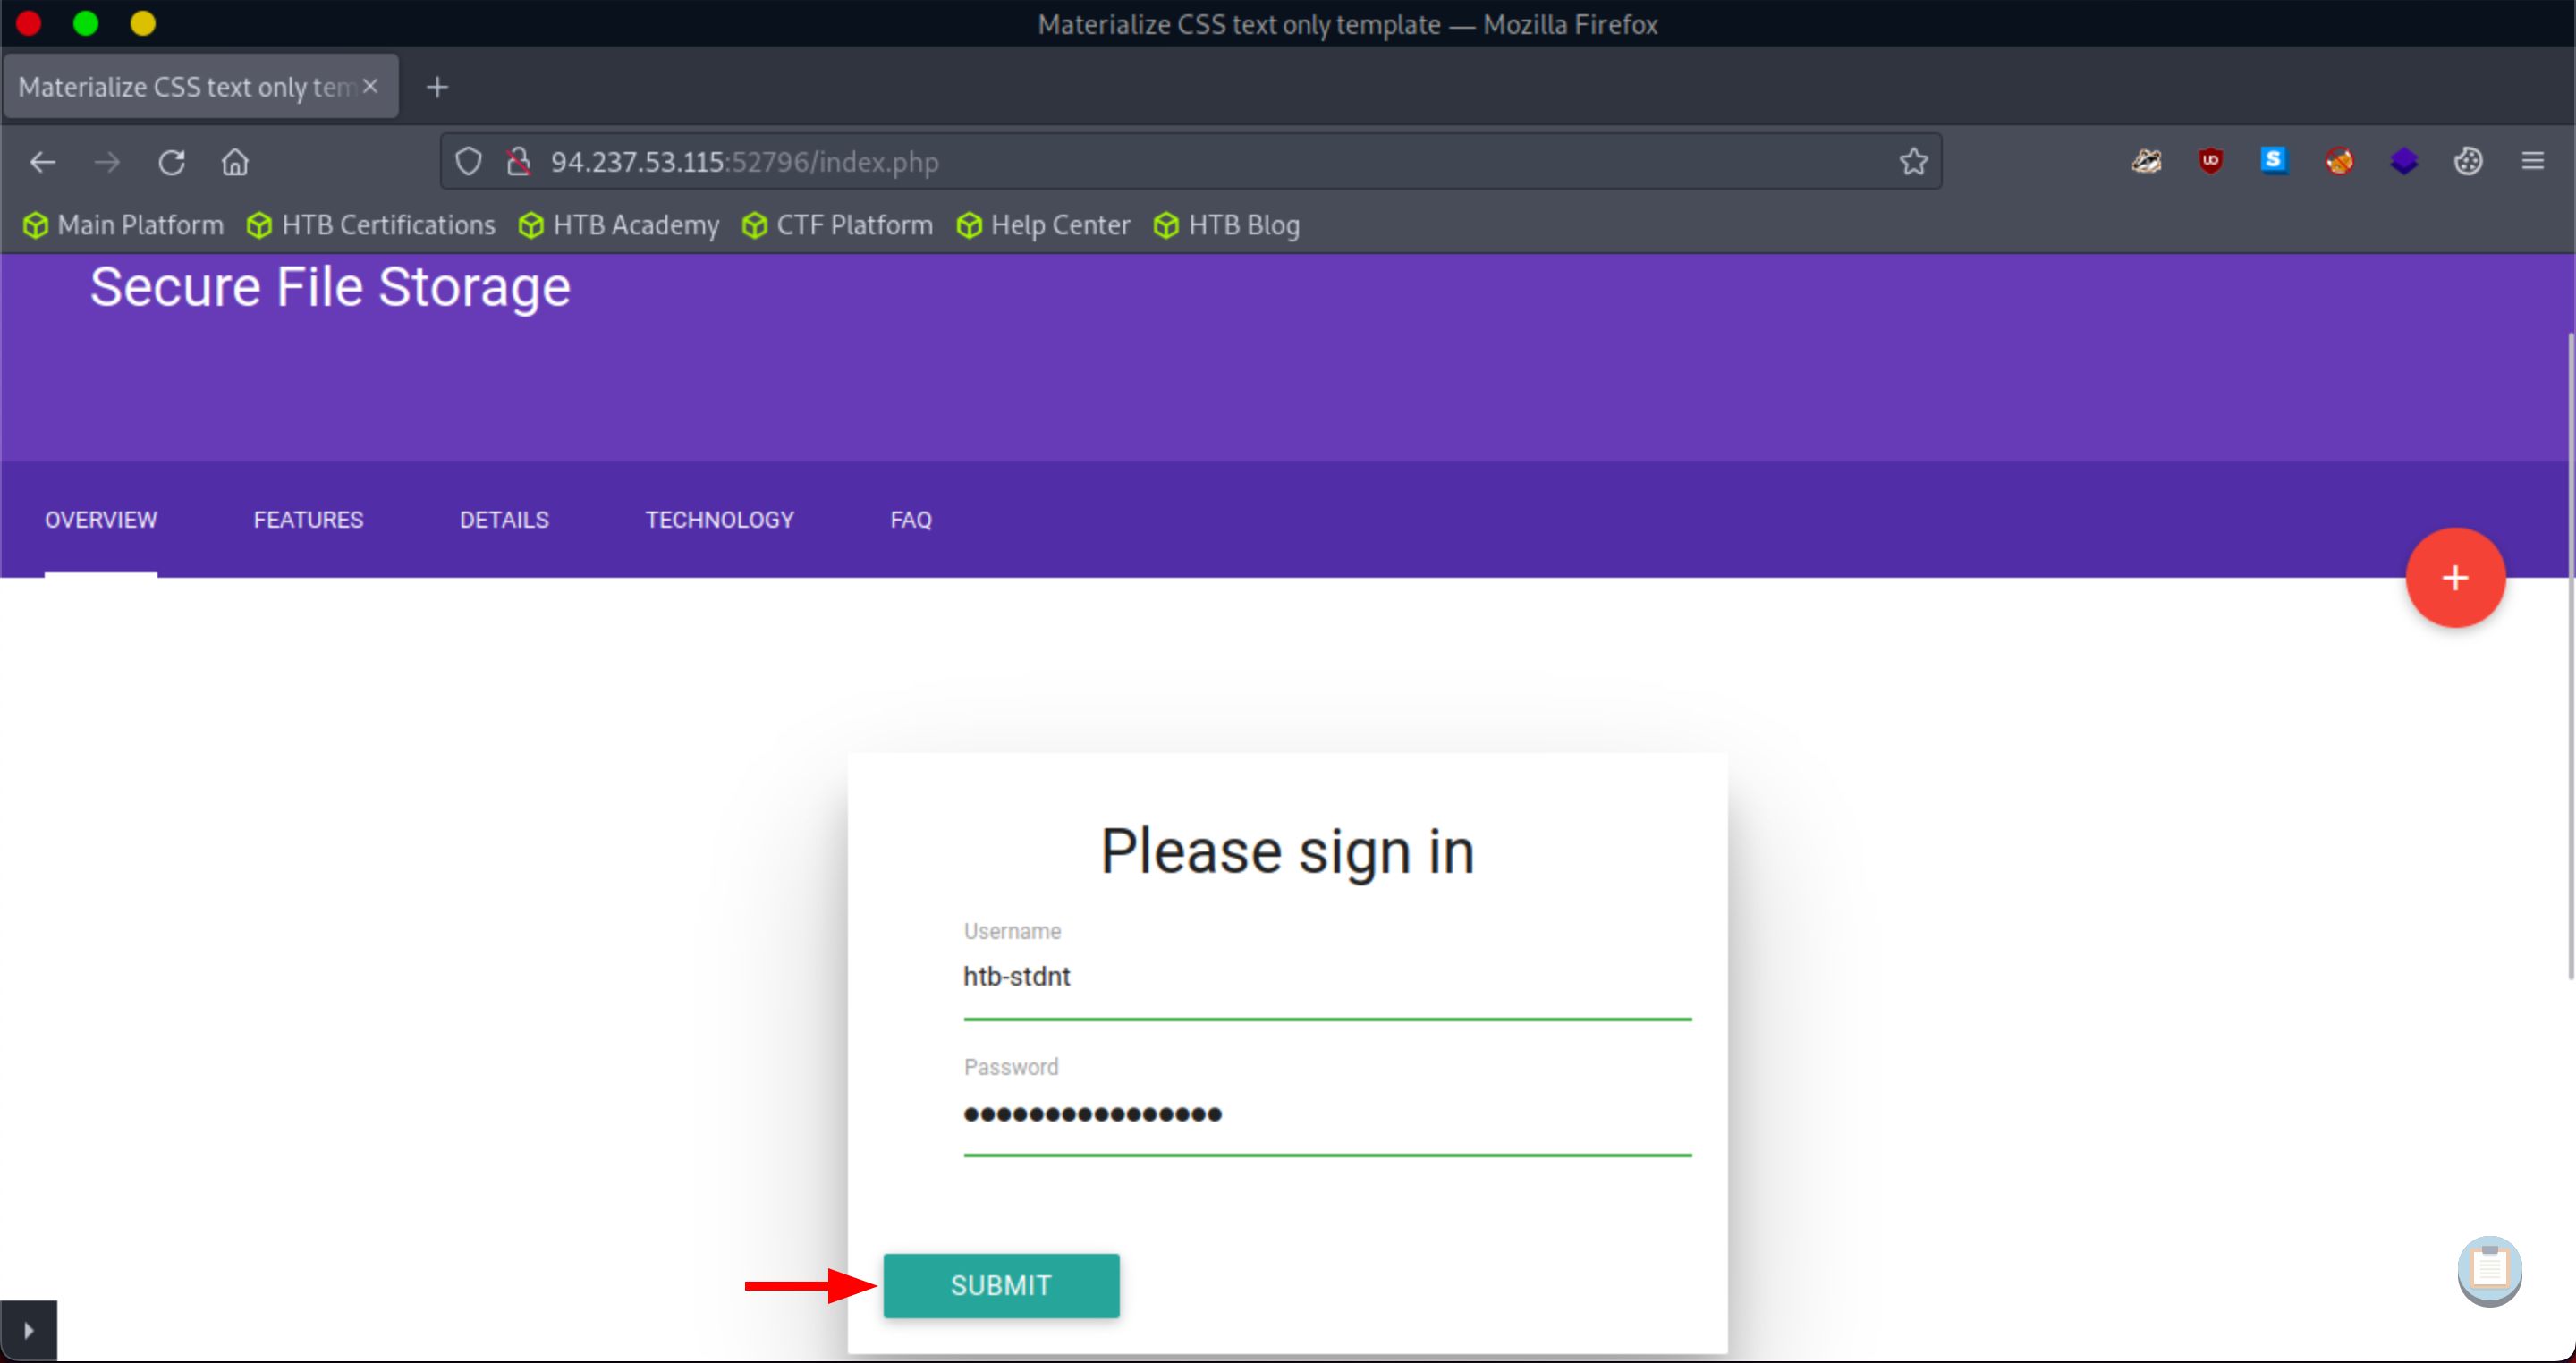 Materialize CSS text only template — Mozilla Firefox
Materialize CSS text only tem
94.237.53.115:52796/index.php
Main Platform HTB Certifications HTB Academy CTF Platform Help Center HTB Blog
Secure File Storage
OVERVIEW FEATURES DETAILS TECHNOLOGY FAQ
Please sign in
Username
htb-stdnt
Password
SUBMIT